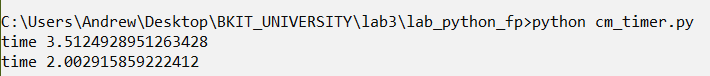 C:\Users\Andrew\Desktop\BKIT_UNIVERSITY\lab3\lab_python_fp>python cm_timer.py
time 3.5124928951263428
time 2.002915859222412